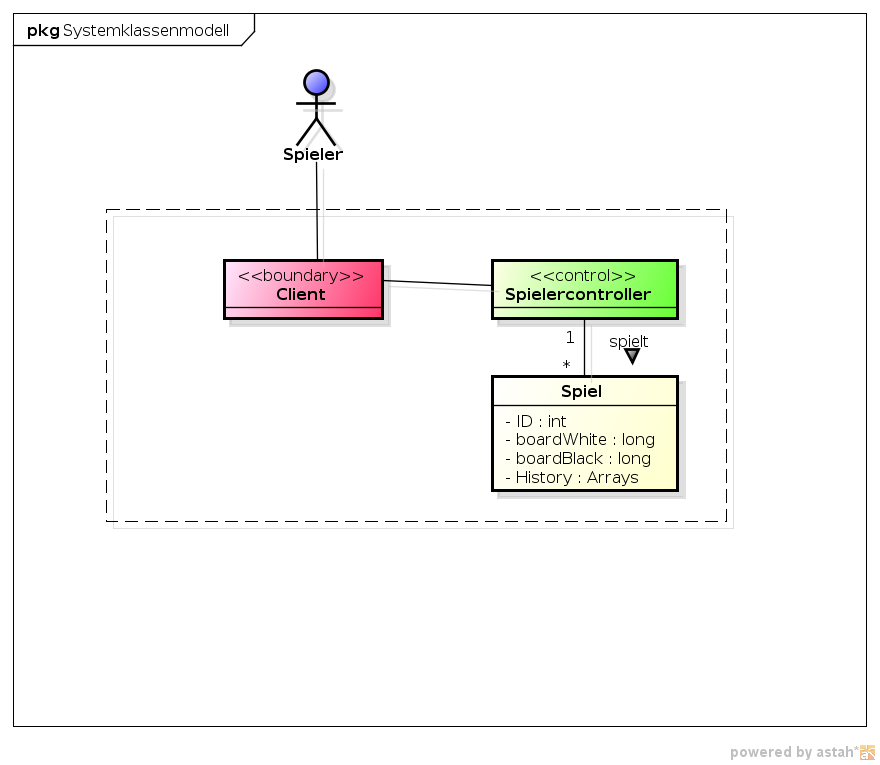 pkg Systemklassenmodell
Spieler
<<boundary>>
Client
<<control>>
Spielercontroller
1
spielt
*
Spiel
- ID : int
- boardWhite : long
- boardBlack : long
- History : Arrays
powered by astah*